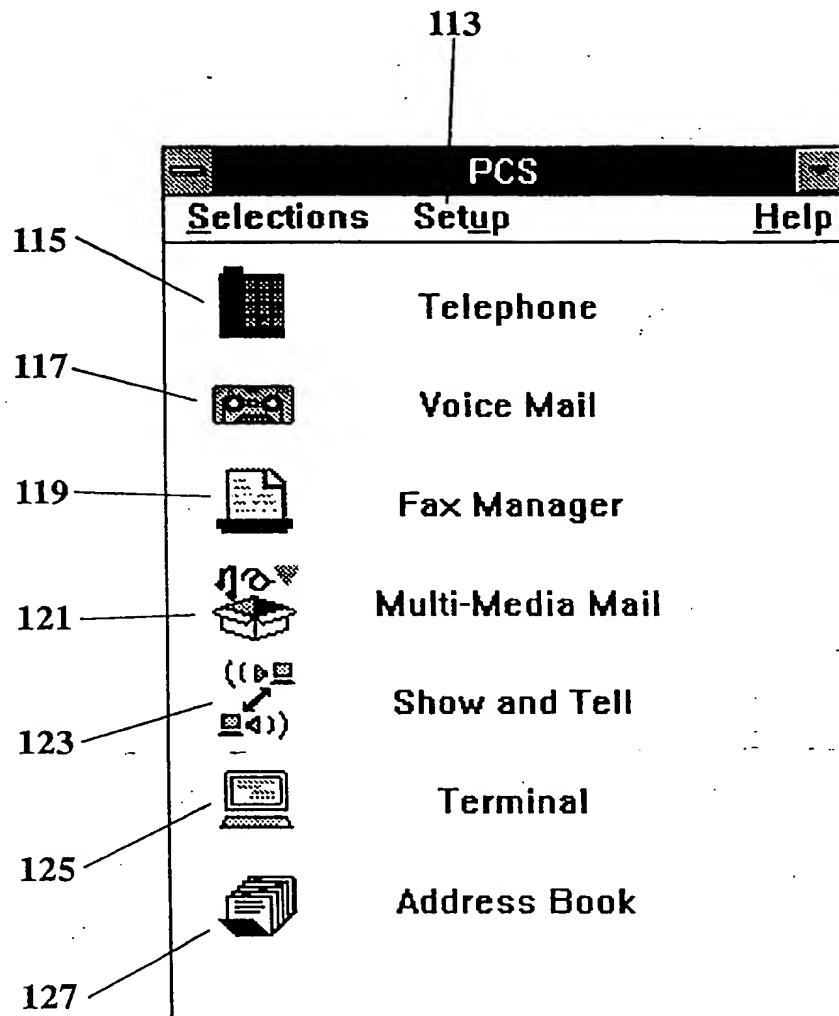 113
PCS
Selections Setup Help
115 Telephone
117 Voice Mail
119 Fax Manager
121 Multi-Media Mail
123 Show and Tell
125 Terminal
127 Address Book